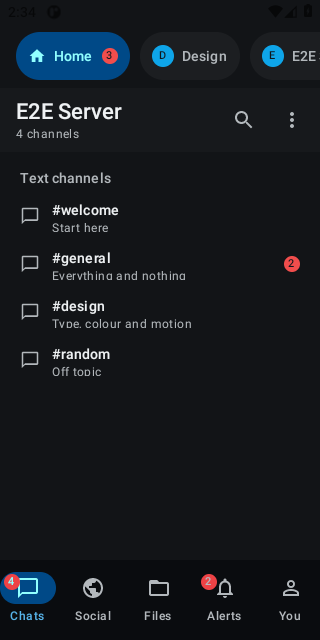 2:34
Home 3 D Design E E2E
E2E Server
4 channels
Text channels
#welcome
Start here
#general
Everything and nothing
2
#design
Type, colour and motion
#random
Off topic
4 2
Chats Social Files Alerts You